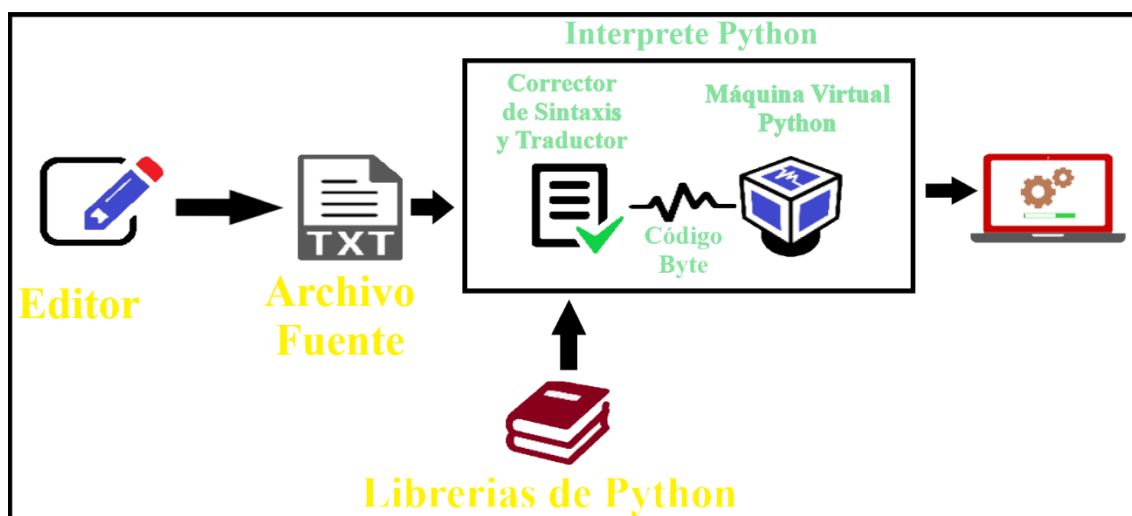 Interprete Python
Corrector
de Sintaxis
y Traductor
Máquina Virtual
Python
TXT
Código
Byte
Editor
Archivo
Fuente
Librerias de Python